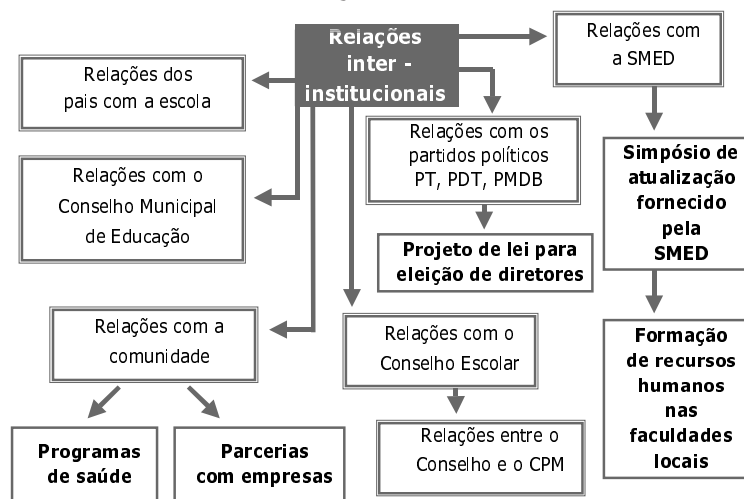 Relações
inter -
institucionais
Relações com
a SMED
Relações dos
pais com a escola
Relações com os
partidos políticos
PT, PDT, PMDB
Simpósio de
atualização
fornecido
pela
SMED
Relações com o
Conselho Municipal
de Educação
Projeto de lei para
eleição de diretores
Relações com a
comunidade
Relações com o
Conselho Escolar
Formação
de recursos
humanos
nas
faculdades
locais
Programas
de saúde
Parcerias
com empresas
Relações entre o
Conselho e o CPM